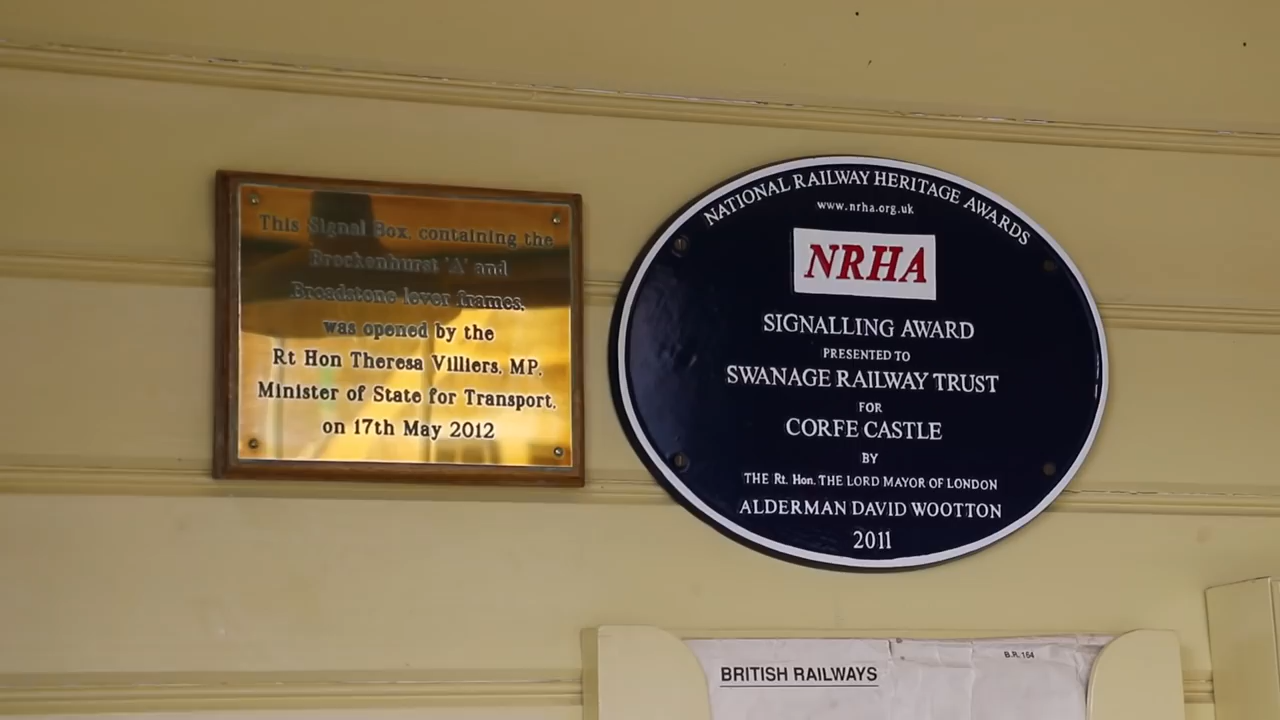 This Signal Box, containing the
Brockenhurst 'A' and
Broadstone lever frames,
was opened by the
Rt Hon Theresa Villiers, MP,
Minister of State for Transport,
on 17th May 2012
NATIONAL RAILWAY HERITAGE AWARDS
www.nrha.org.uk
NRHA
SIGNALLING AWARD
PRESENTED TO
SWANAGE RAILWAY TRUST
FOR
CORFE CASTLE
BY
THE Rt. Hon. THE LORD MAYOR OF LONDON
ALDERMAN DAVID WOOTTON
2011
BRITISH RAILWAYS
B.R. 164